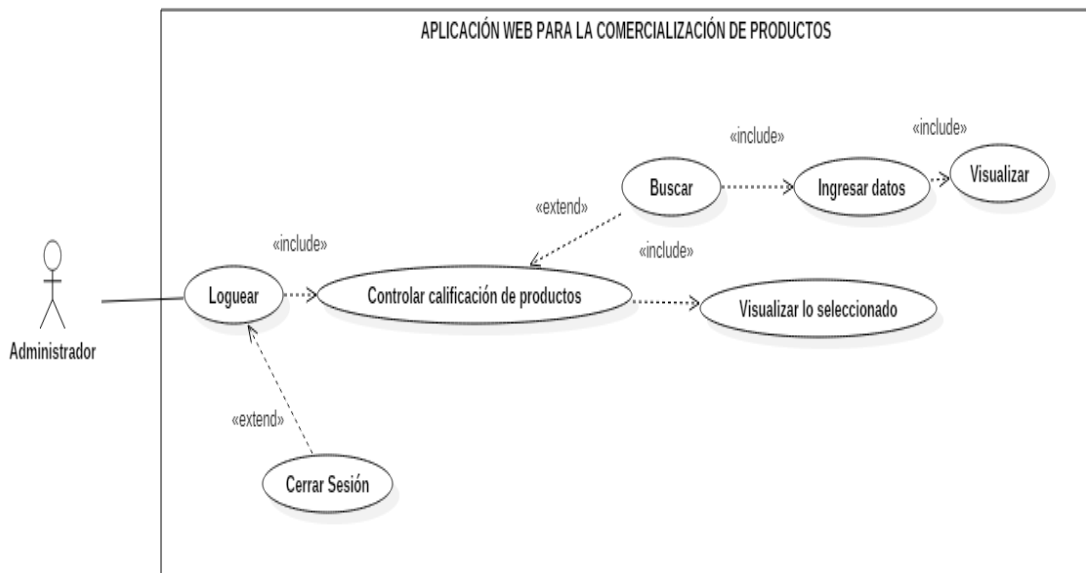 APLICACIÓN WEB PARA LA COMERCIALIZACIÓN DE PRODUCTOS
«include»
«include»
Buscar
Ingresar datos
Visualizar
«extend»
«include»
«include»
Loguear
Controlar calificación de productos
Visualizar lo seleccionado
Administrador
«extend»
Cerrar Sesión